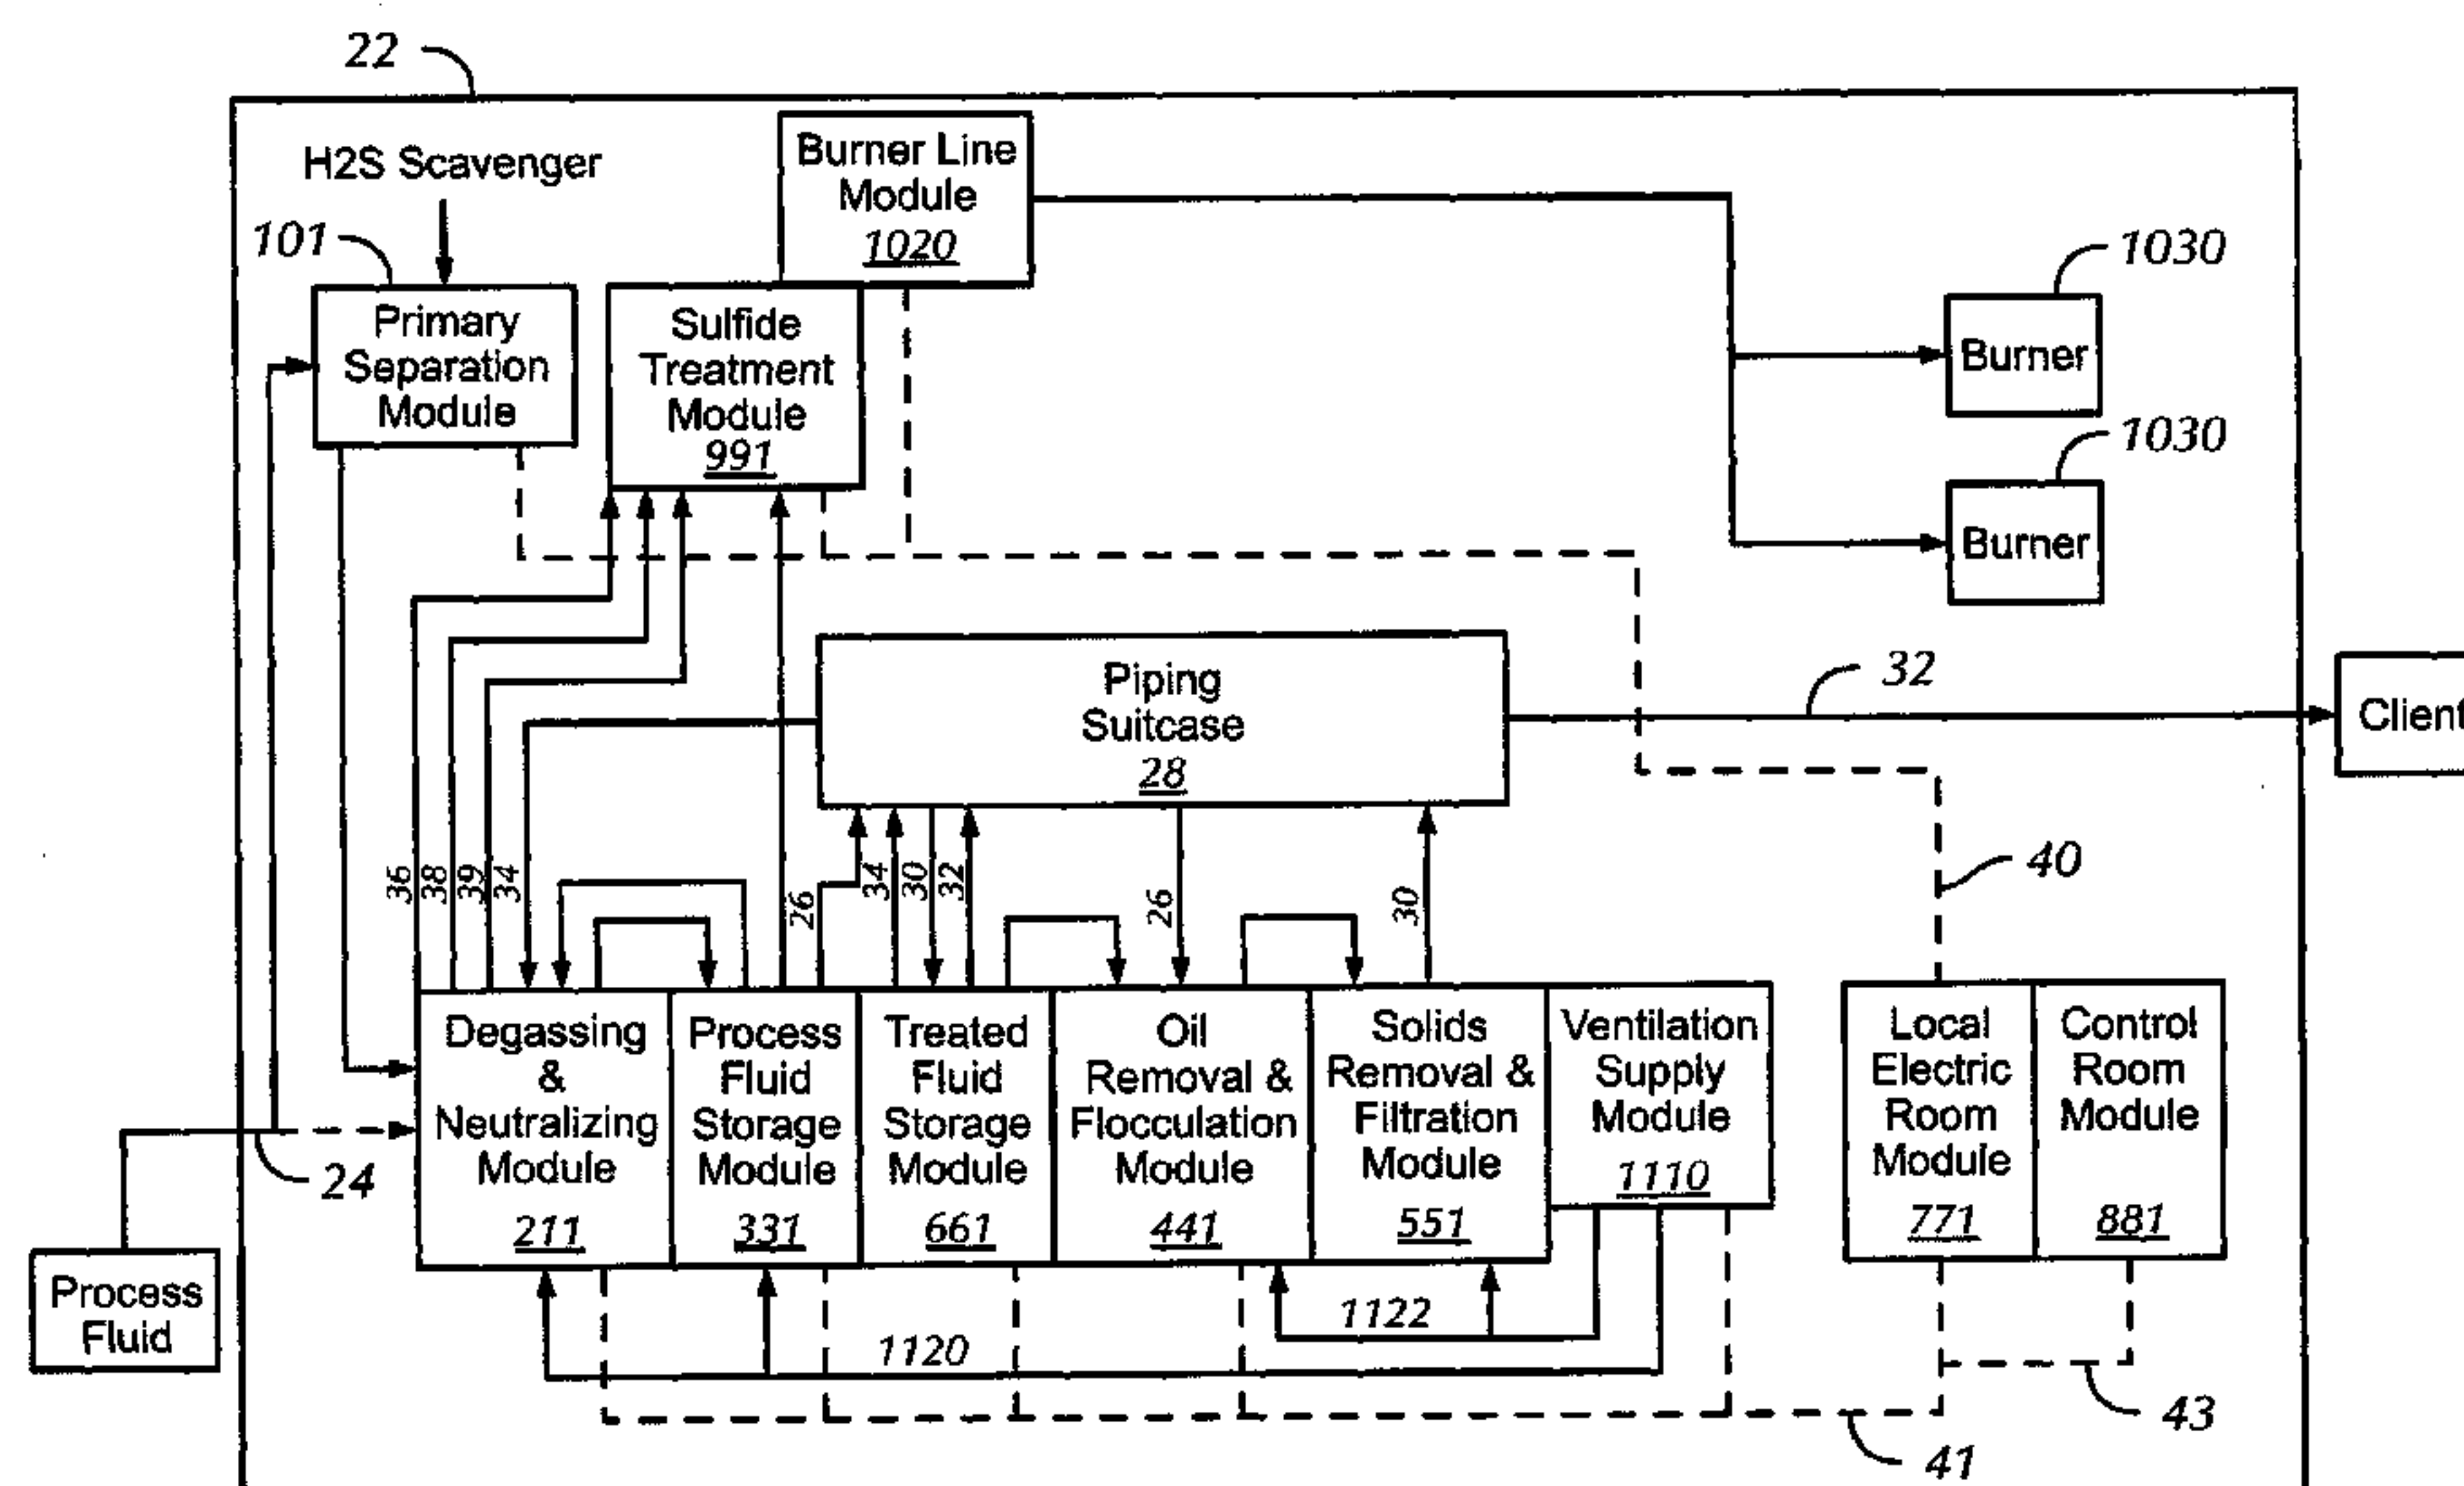 22
H2S Scavenger
101
Primary
Separation
Module
Burner Line
Module
1020
Sulfide
Treatment
Module
991
1030
Burner
1030
Burner
Piping
Suitcase
28
32
Client
40
36
38
39
34
26
34
30
32
26
30
Degassing
&
Neutralizing
Module
211
Process
Fluid
Storage
Module
331
Treated
Fluid
Storage
Module
661
Oil
Removal &
Flocculation
Module
441
Solids
Removal &
Filtration
Module
551
Ventilation
Supply
Module
1110
Local
Electric
Room
Module
771
Control
Room
Module
881
24
Process
Fluid
1122
1120
43
41